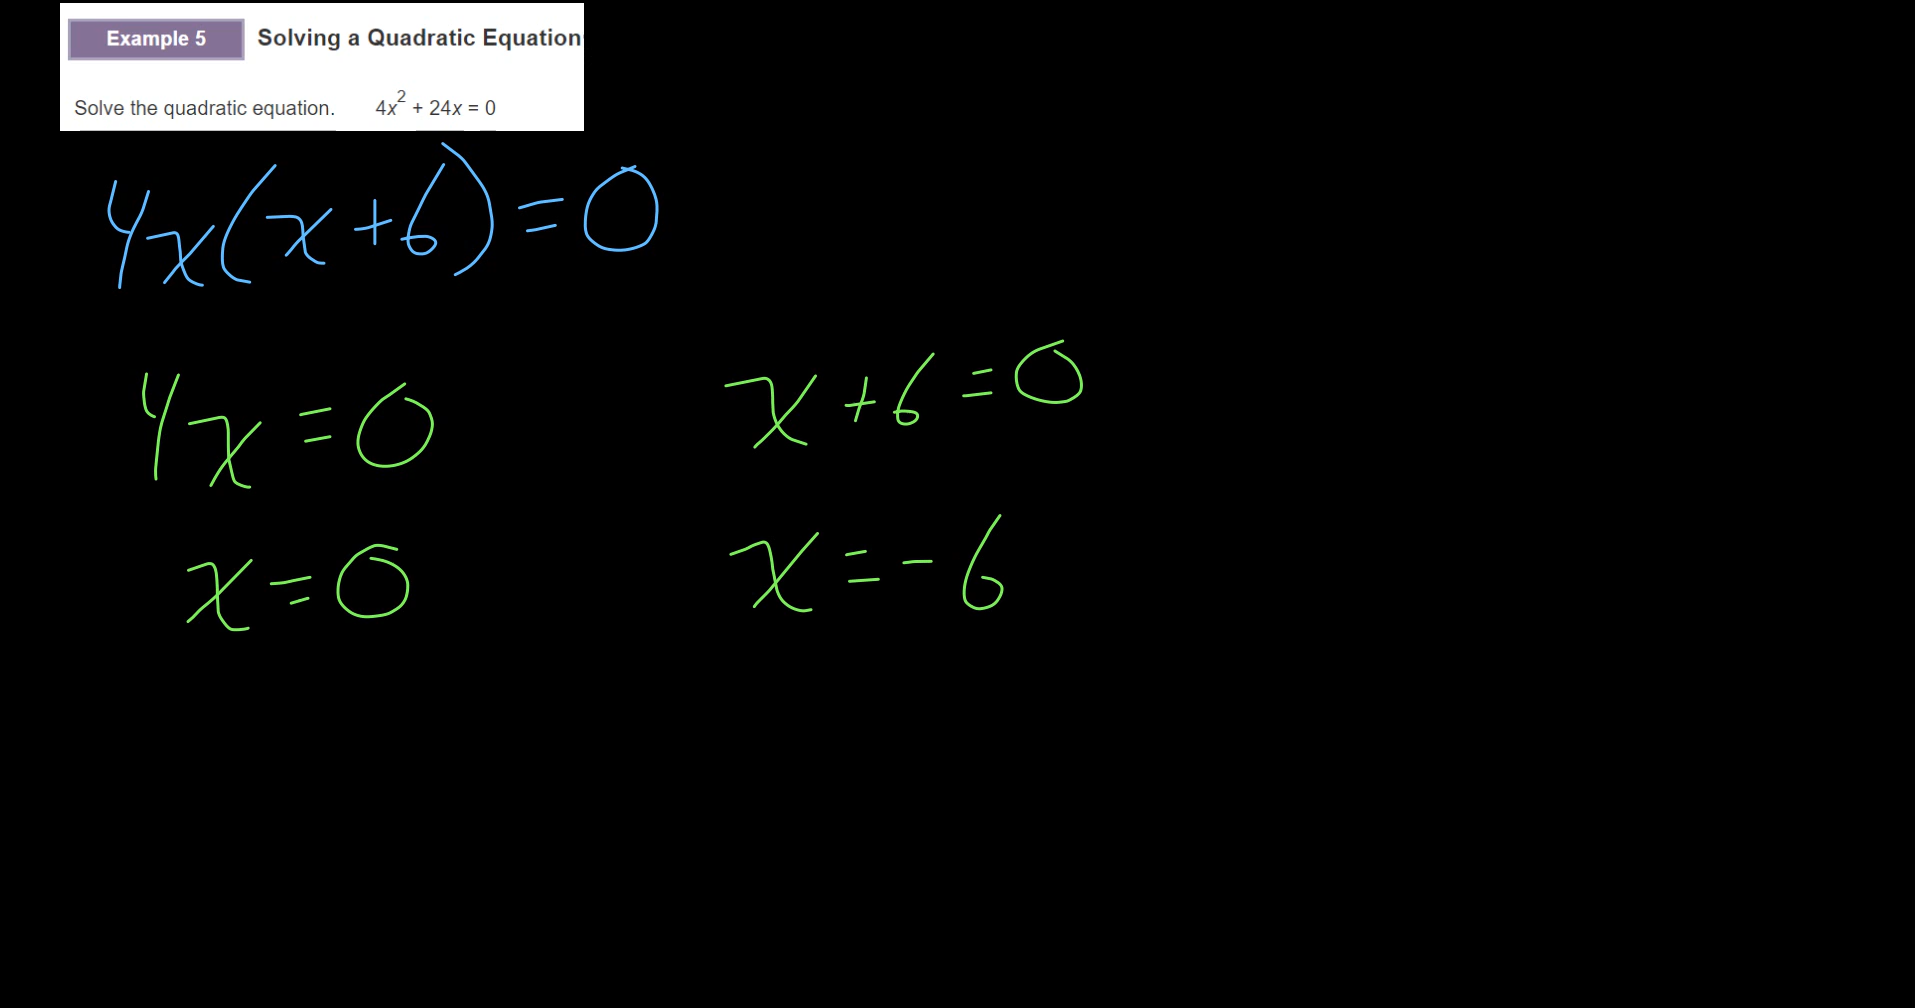 Example 5 Solving a Quadratic Equation
Solve the quadratic equation. 4x² + 24x = 0
4x(x+6)=0
4x=0 x+6=0
x=0 x=-6